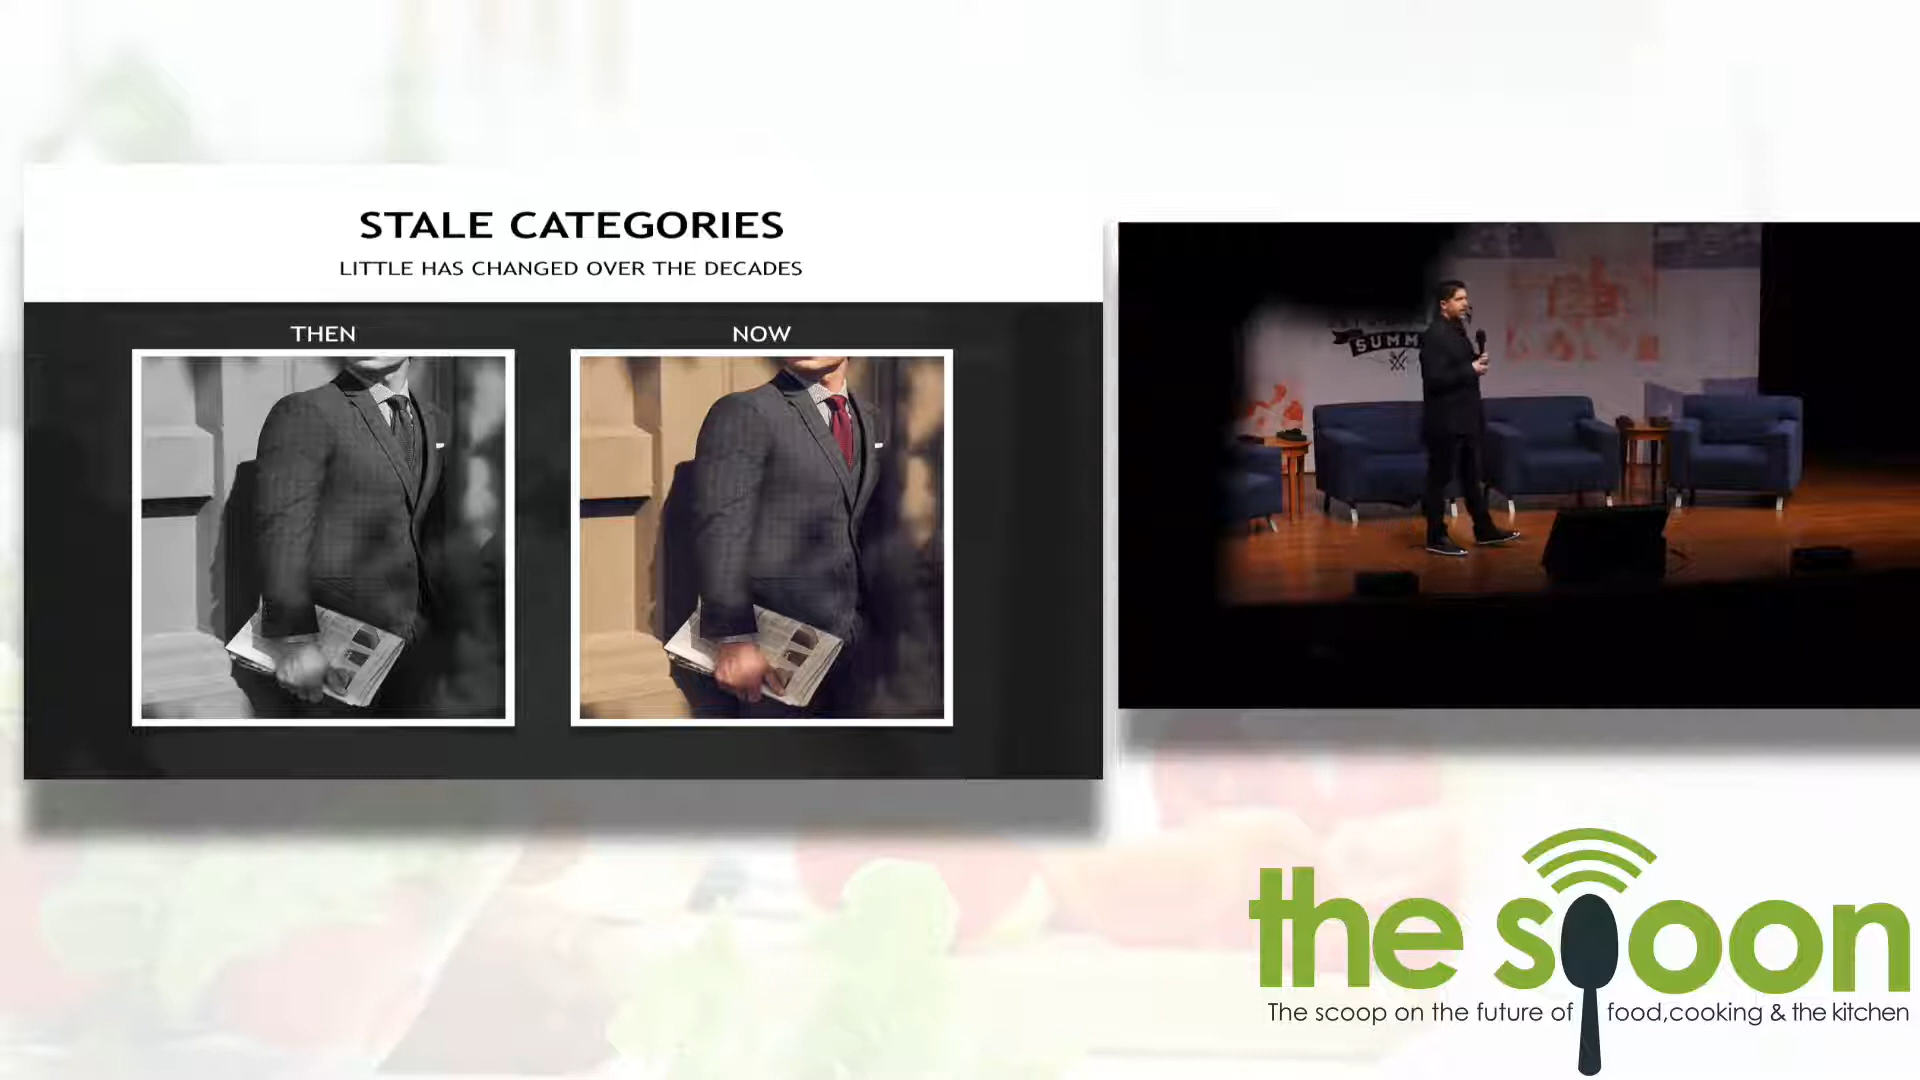 STALE CATEGORIES
LITTLE HAS CHANGED OVER THE DECADES
THEN
NOW
SUMM
the spoon
The scoop on the future of food, cooking & the kitchen